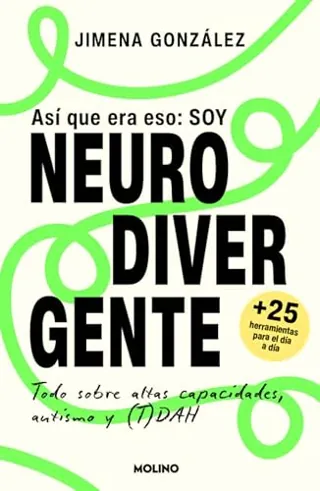 JIMENA GONZÁLEZ
Así que era eso: SOY
NEURO
DIVER
GENTE
+25
herramientas
para el día
a día
Todo sobre altas capacidades,
autismo y (T)DAH
MOLINO